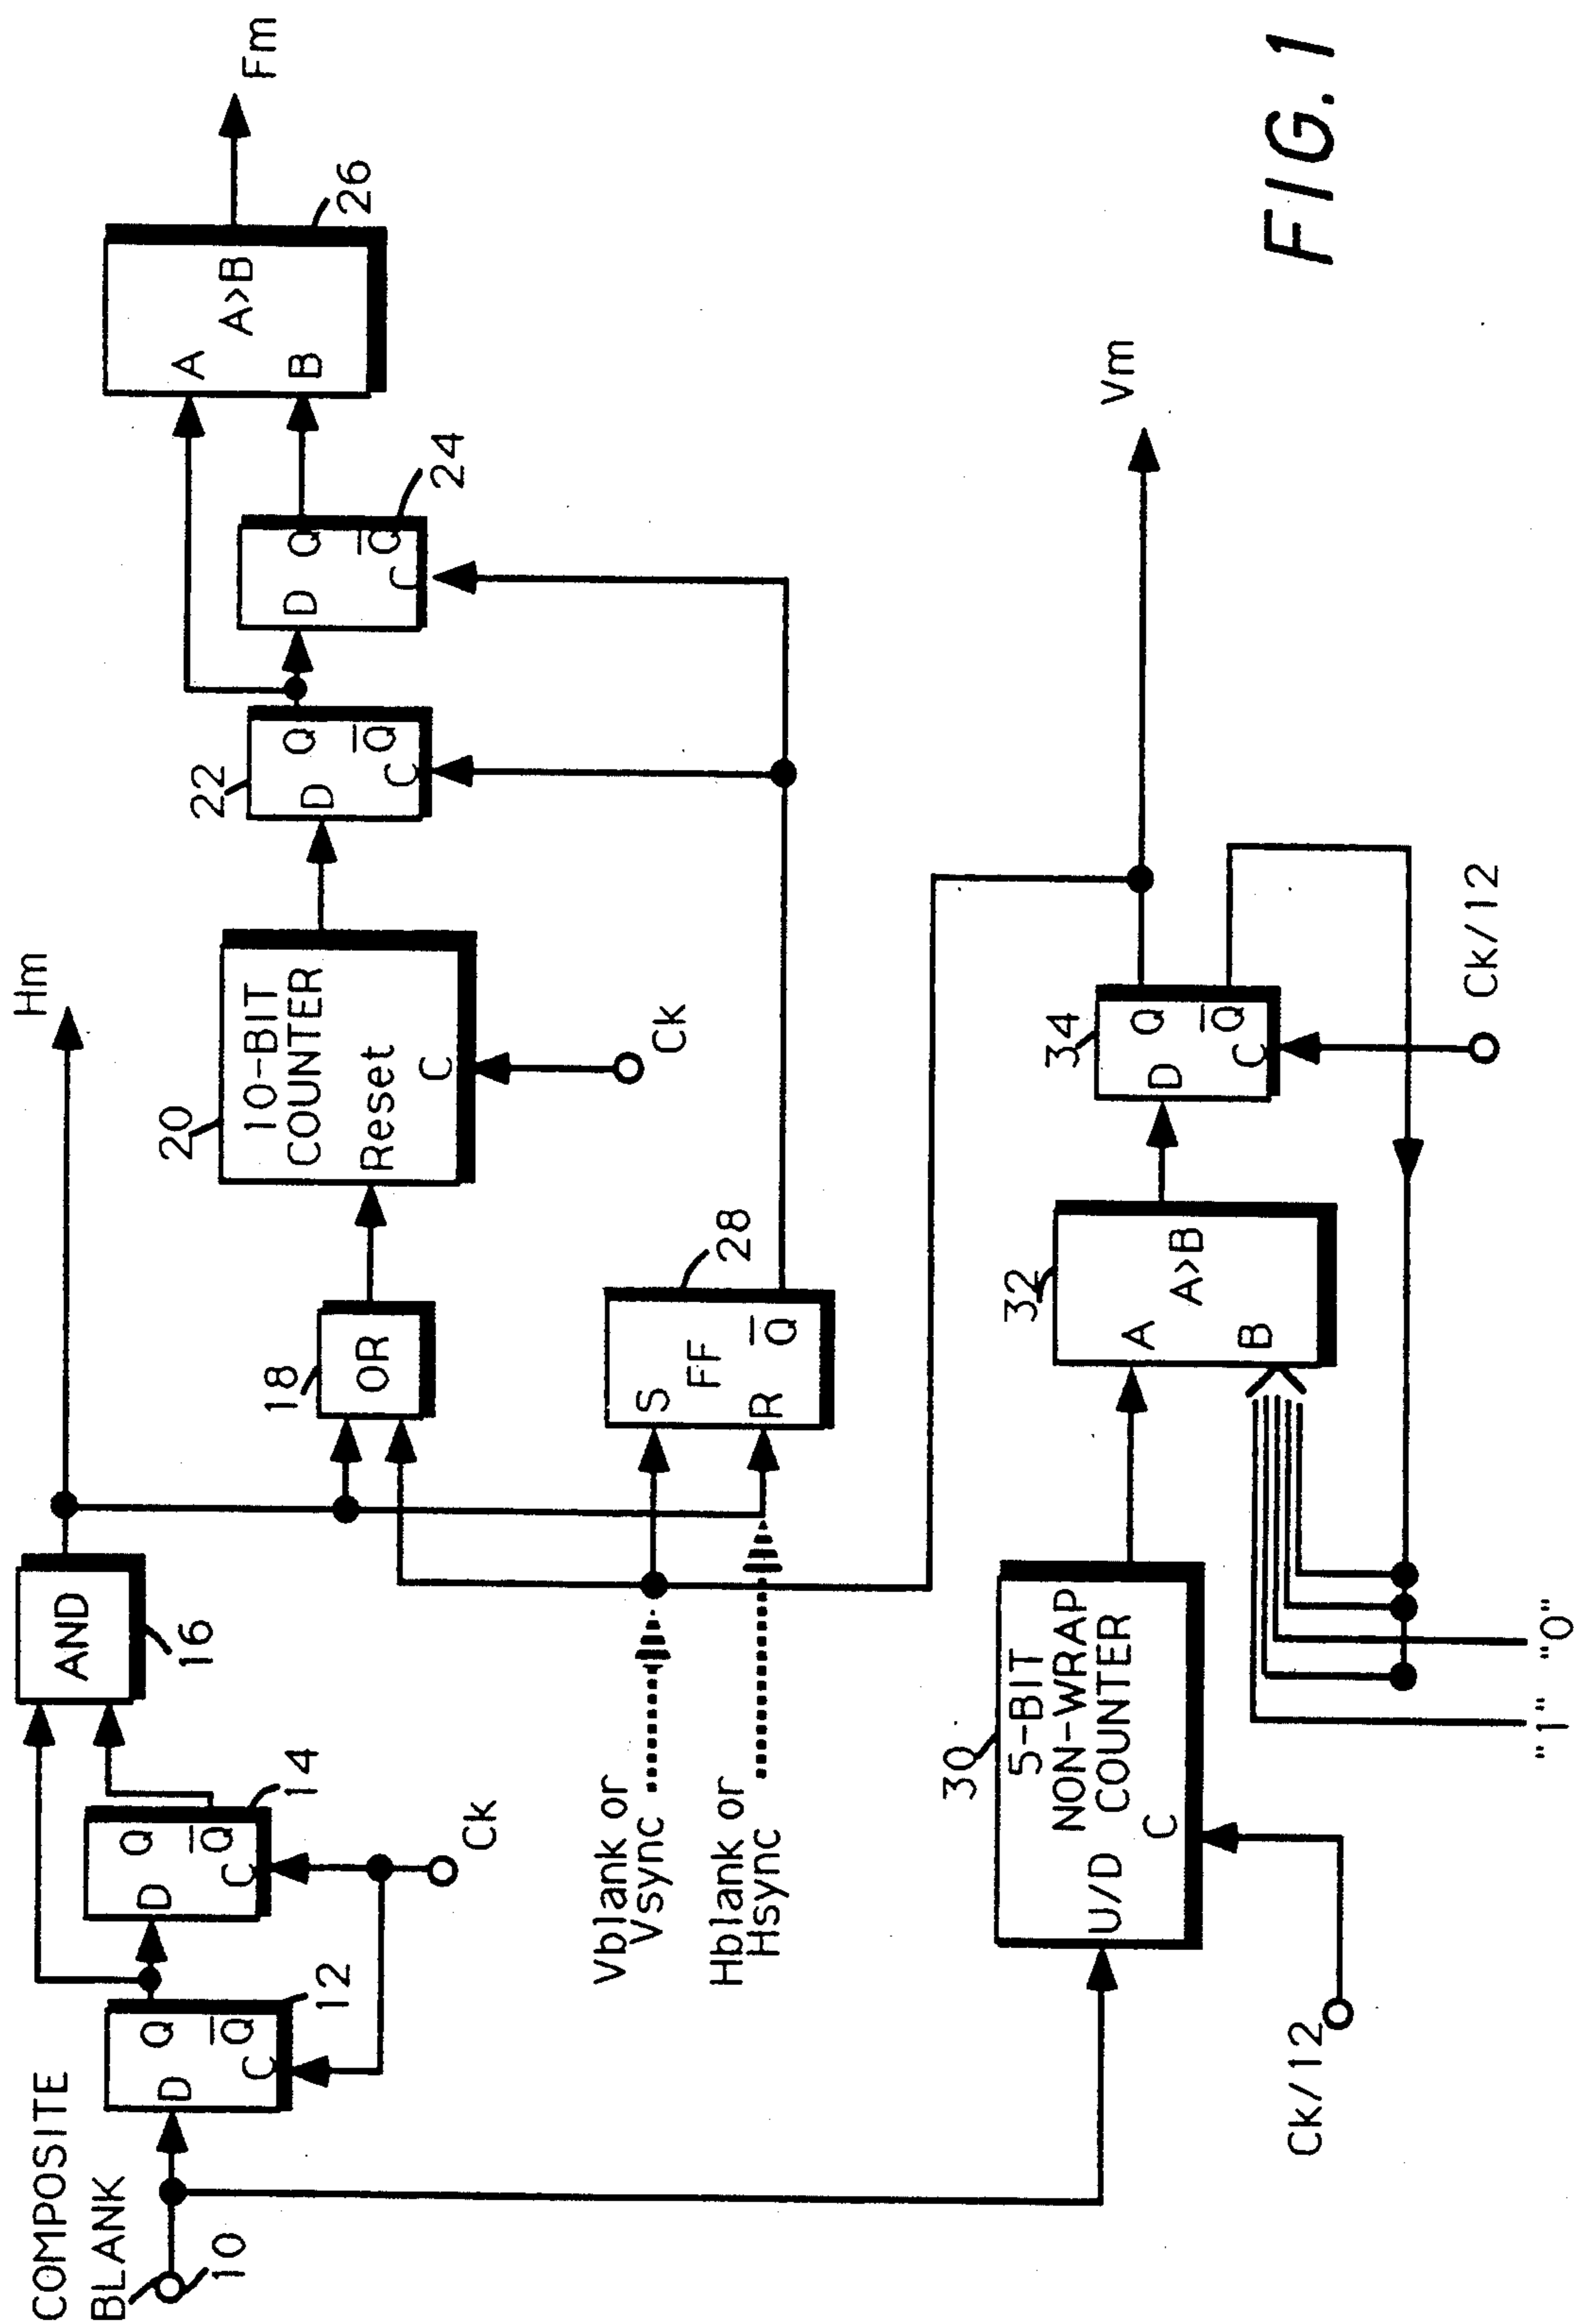 COMPOSITE
BLANK
10
D
Q
Q̅
C
12
D
Q
Q̅
C
14
Ck
AND
16
Hm
OR
18
10-BIT
COUNTER
Reset
C
20
Ck
D
Q
Q̅
C
22
D
Q
Q̅
C
24
A
A>B
B
26
Fm
S
FF
R
Q̅
28
Vblank or
Vsync
Hblank or
Hsync
30
5-BIT
NON-WRAP
COUNTER
U/D
C
Ck/12
"1"
"0"
32
A
A>B
B
34
D
Q
Q̅
C
Ck/12
Vm
FIG. 1